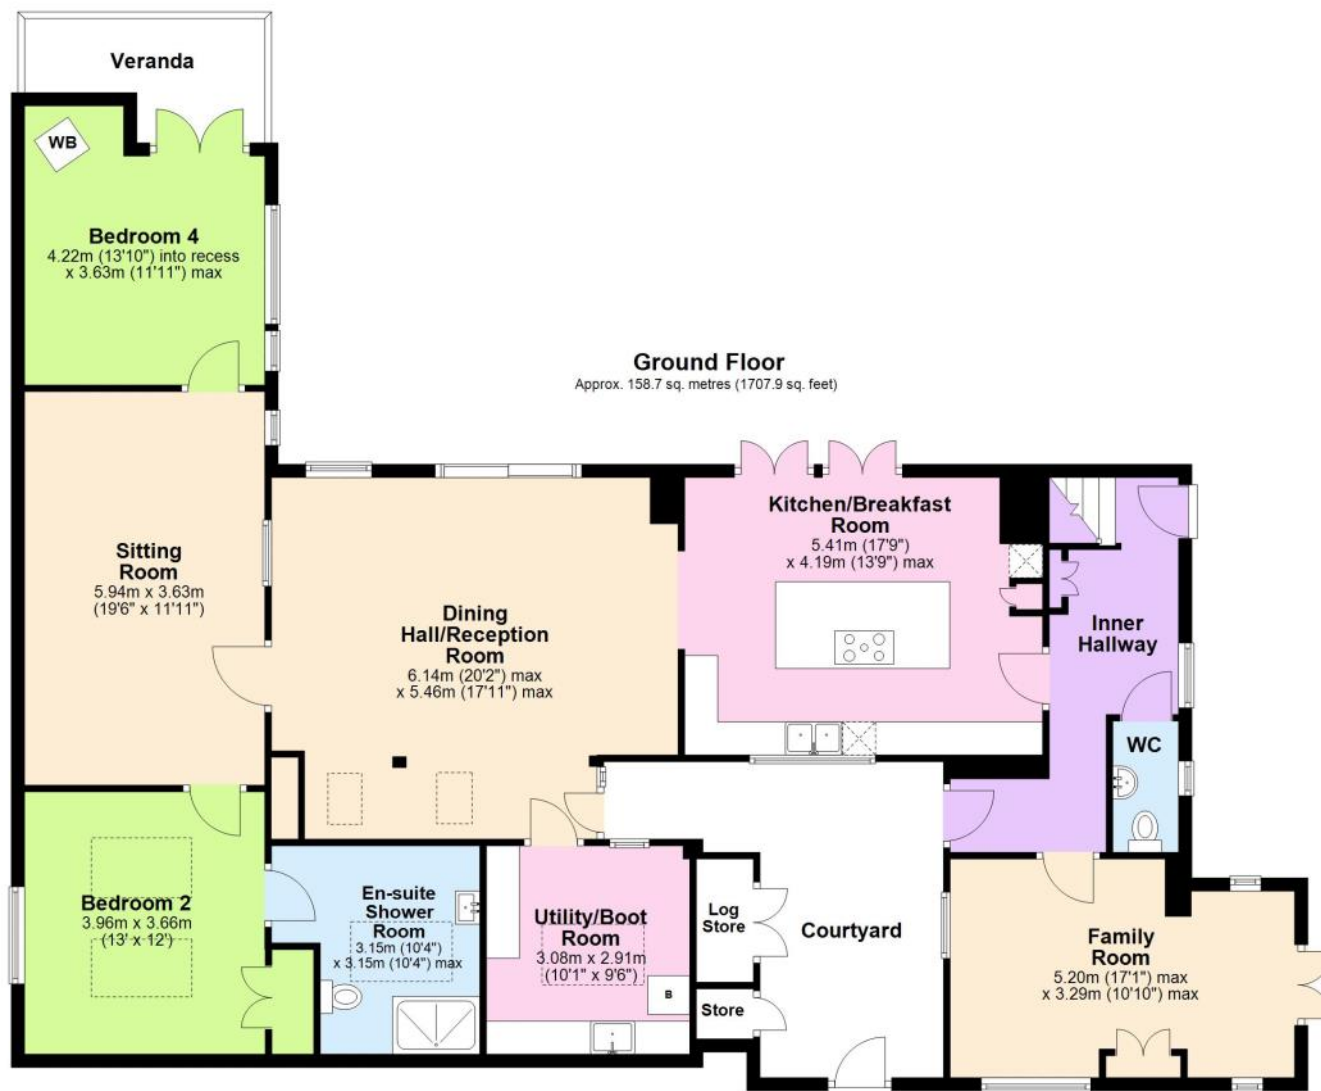 Veranda
WB
Bedroom 4
4.22m (13'10") into recess
x 3.63m (11'11") max
Ground Floor
Approx. 158.7 sq. metres (1707.9 sq. feet)
Sitting
Room
5.94m x 3.63m
(19'6" x 11'11")
Dining
Hall/Reception
Room
6.14m (20'2") max
x 5.46m (17'11") max
Kitchen/Breakfast
Room
5.41m (17'9")
x 4.19m (13'9") max
Inner
Hallway
WC
Bedroom 2
3.96m x 3.66m
(13' x 12')
En-suite
Shower
Room
3.15m (10'4")
x 3.15m (10'4") max
Utility/Boot
Room
3.08m x 2.91m
(10'1" x 9'6")
B
Log
Store
Store
Courtyard
Family
Room
5.20m (17'1") max
x 3.29m (10'10") max